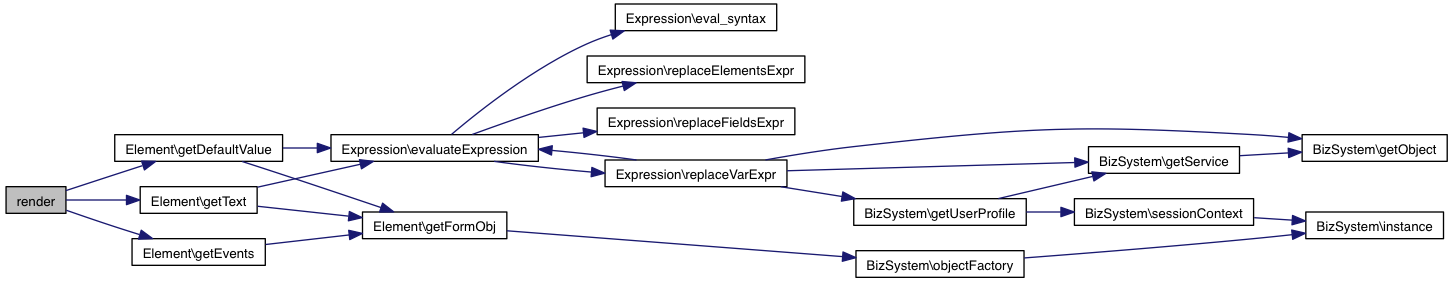 Expression\eval_syntax
Expression\replaceElementsExpr
Expression\replaceFieldsExpr
Element\getDefaultValue
Expression\evaluateExpression
BizSystem\getObject
BizSystem\getService
Expression\replaceVarExpr
render
Element\getText
BizSystem\getUserProfile
BizSystem\sessionContext
Element\getFormObj
BizSystem\instance
Element\getEvents
BizSystem\objectFactory